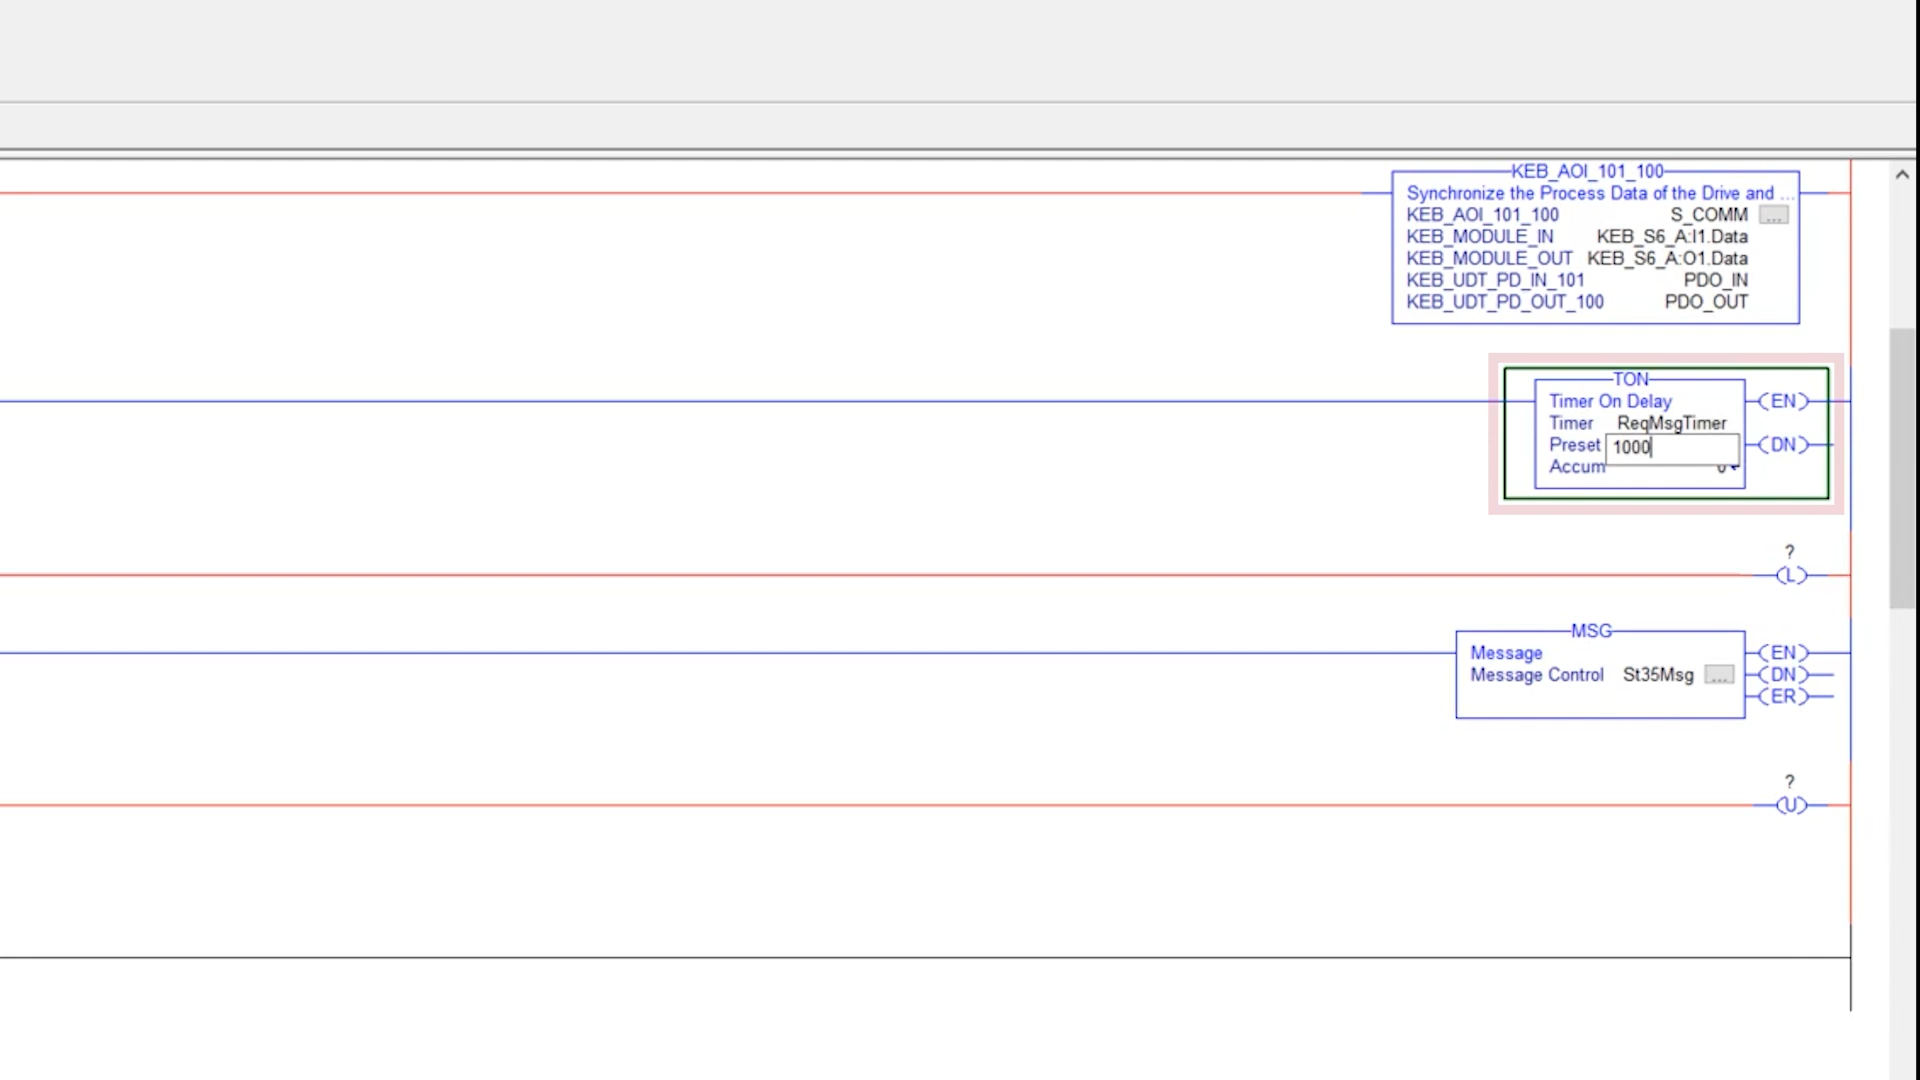 KEB_AOI_101_100
Synchronize the Process Data of the Drive and ...
KEB_AOI_101_100 S_COMM ...
KEB_MODULE_IN KEB_S6_A:I1.Data
KEB_MODULE_OUT KEB_S6_A:O1.Data
KEB_UDT_PD_IN_101 PDO_IN
KEB_UDT_PD_OUT_100 PDO_OUT
TON
Timer On Delay EN
Timer ReqMsgTimer
Preset 1000 DN
Accum 0
?
L
MSG
Message EN
Message Control St35Msg ... DN
ER
?
U